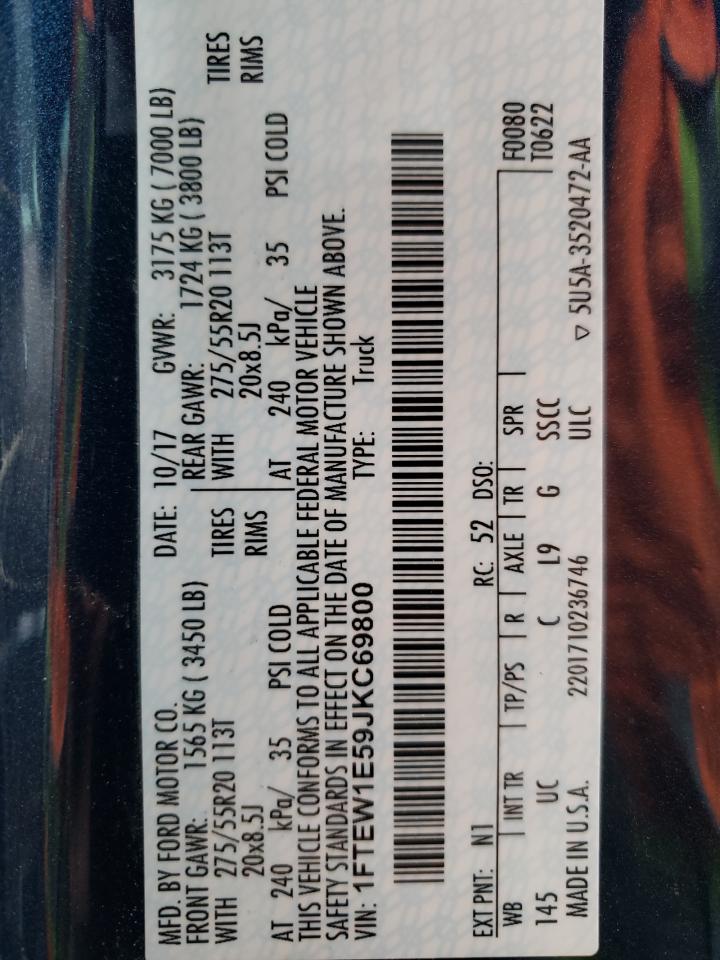 MFD. BY FORD MOTOR CO.
DATE: 10/17 GVWR: 3175 KG ( 7000 LB)
FRONT GAWR: 1565 KG ( 3450 LB)
REAR GAWR: 1724 KG ( 3800 LB)
WITH 275/55R20 113T TIRES
WITH 275/55R20 113T TIRES
20x8.5J RIMS
20x8.5J RIMS
AT 240 kPa/ 35 PSI COLD
AT 240 kPa/ 35 PSI COLD
THIS VEHICLE CONFORMS TO ALL APPLICABLE FEDERAL MOTOR VEHICLE
SAFETY STANDARDS IN EFFECT ON THE DATE OF MANUFACTURE SHOWN ABOVE.
VIN: 1FTEW1E59JKC69800 TYPE: Truck
EXT PNT: N1 RC: 52 DSO:
WB | INT TR | TP/PS | R | AXLE | TR | SPR | F0080
145 UC C L9 G SSCC T0622
ULC
MADE IN U.S.A. 2201710236746 ▽ 5U5A-3520472-AA